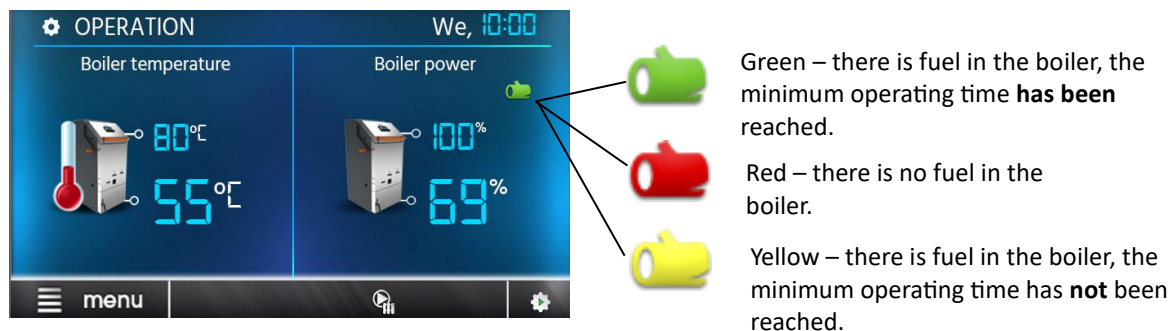 OPERATION We, 10:00
Boiler temperature Boiler power
80°C 100%
55°C 69%
menu
Green – there is fuel in the boiler, the
minimum operating time has been
reached.
Red – there is no fuel in the
boiler.
Yellow – there is fuel in the boiler, the
minimum operating time has not been
reached.